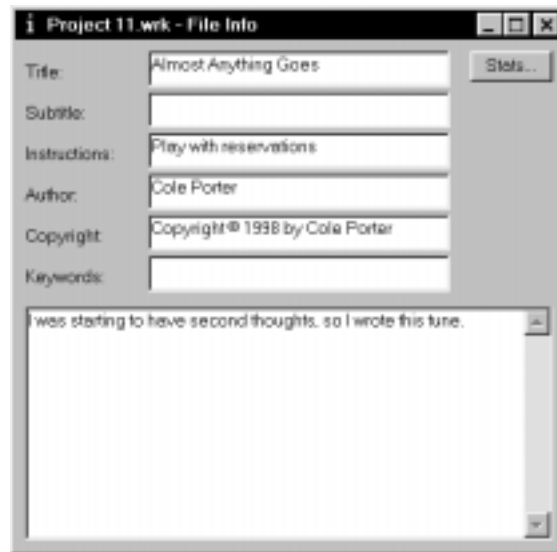 i Project 11.wrk - File Info
Title: Almost Anything Goes Stats...
Subtitle:
Instructions: Play with reservations
Author: Cole Porter
Copyright: Copyright© 1998 by Cole Porter
Keywords:
I was starting to have second thoughts, so I wrote this tune.